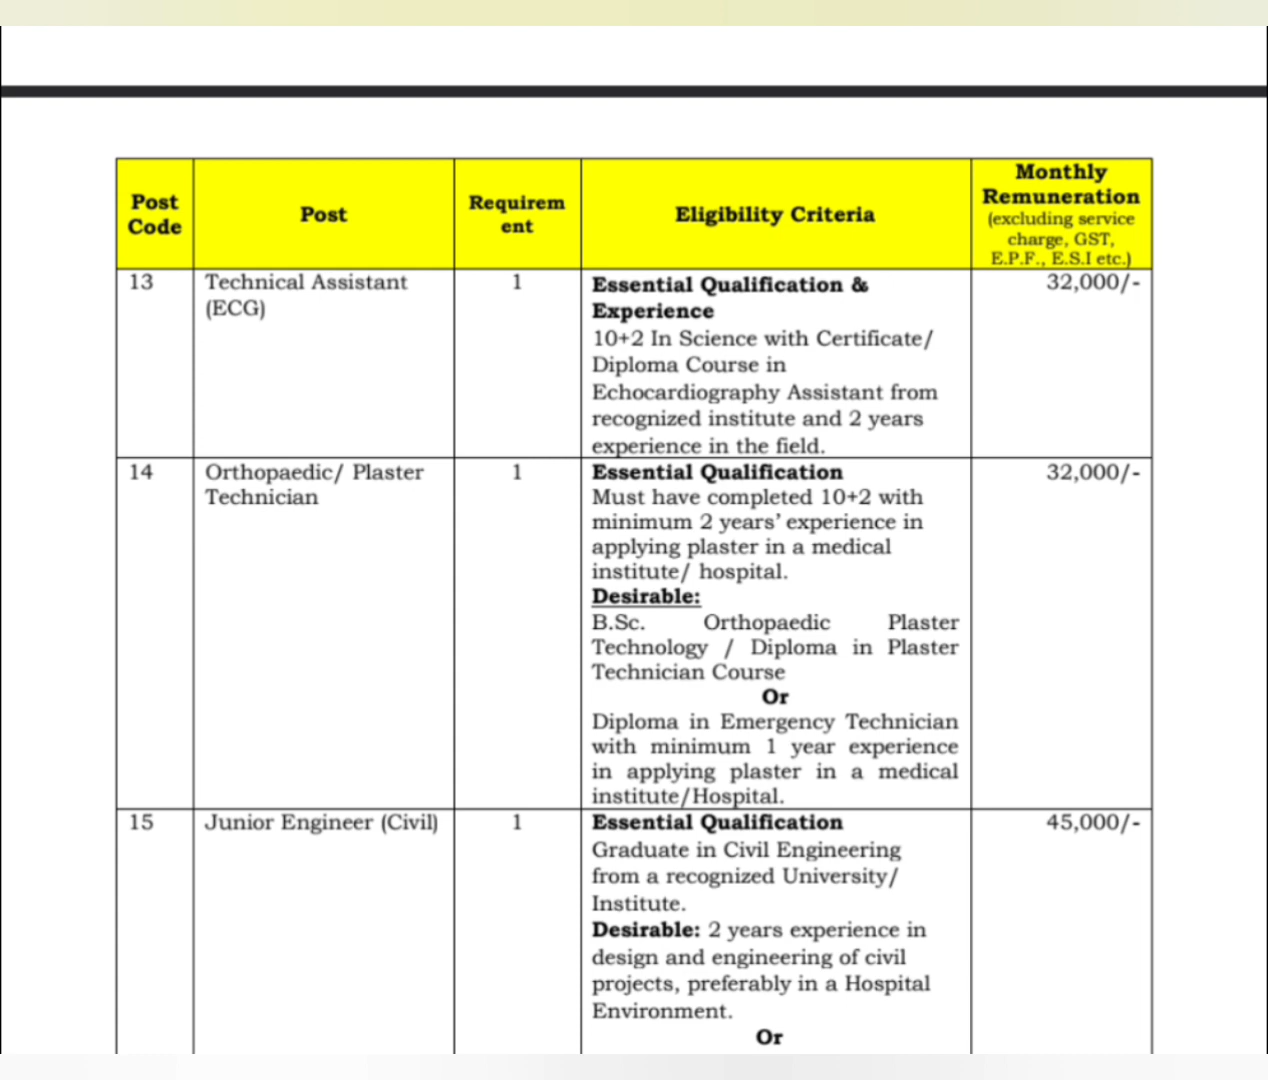 Post
Code
Post
Requirem
ent
Eligibility Criteria
Monthly
Remuneration
(excluding service
charge, GST,
E.P.F., E.S.I etc.)
13
Technical Assistant
(ECG)
1
Essential Qualification &
Experience
10+2 In Science with Certificate/
Diploma Course in
Echocardiography Assistant from
recognized institute and 2 years
experience in the field.
32,000/-
14
Orthopaedic/ Plaster
Technician
1
Essential Qualification
Must have completed 10+2 with
minimum 2 years’ experience in
applying plaster in a medical
institute/ hospital.
Desirable:
B.Sc. Orthopaedic Plaster
Technology / Diploma in Plaster
Technician Course
Or
Diploma in Emergency Technician
with minimum 1 year experience
in applying plaster in a medical
institute/Hospital.
32,000/-
15
Junior Engineer (Civil)
1
Essential Qualification
Graduate in Civil Engineering
from a recognized University/
Institute.
Desirable: 2 years experience in
design and engineering of civil
projects, preferably in a Hospital
Environment.
Or
45,000/-